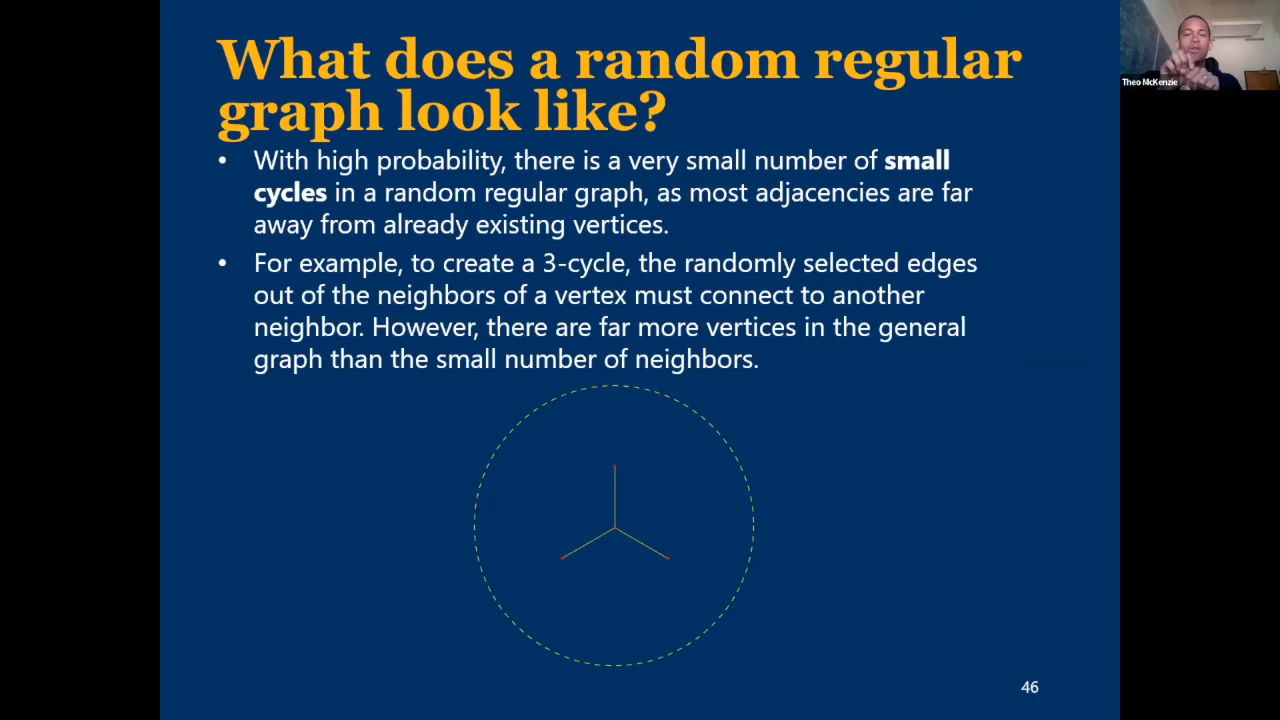 What does a random regular
graph look like?
• With high probability, there is a very small number of small
cycles in a random regular graph, as most adjacencies are far
away from already existing vertices.
• For example, to create a 3-cycle, the randomly selected edges
out of the neighbors of a vertex must connect to another
neighbor. However, there are far more vertices in the general
graph than the small number of neighbors.
46
Theo McKenzie